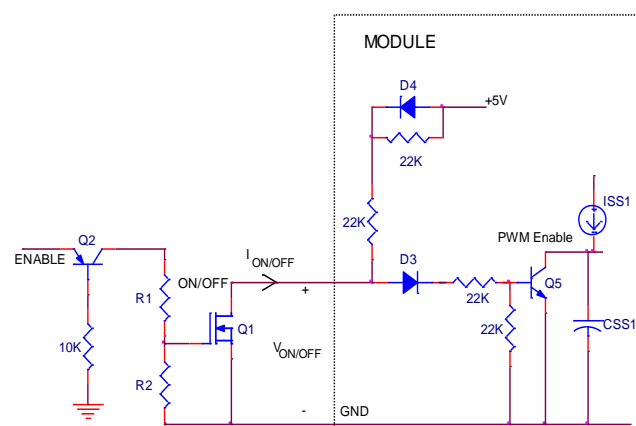 MODULE
D4
+5V
22K
ISS1
22K
Q2
PWM Enable
ENABLE
I ON/OFF
D3
Q5
ON/OFF
+
R1
22K
CSS1
Q1
22K
10K
V ON/OFF
R2
-
GND